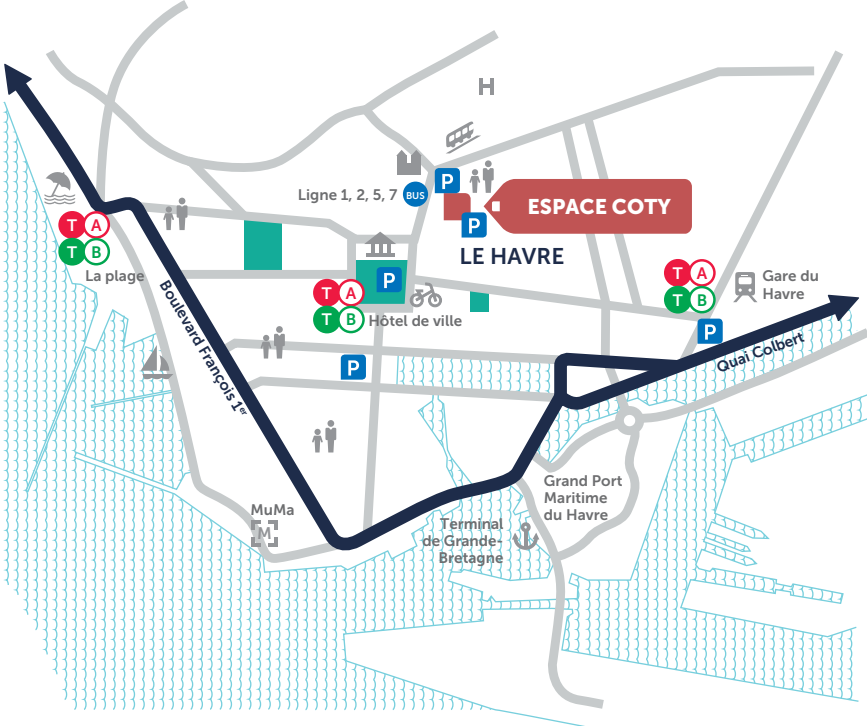 H
P
Ligne 1, 2, 5, 7
BUS
ESPACE COTY
P
T A
T B
La plage
LE HAVRE
P
T A
T B
Hôtel de ville
T A
T B
Gare du
Havre
P
Quai Colbert
Boulevard François 1er
P
Grand Port
Maritime
du Havre
MuMa
M
Terminal
de Grande-
Bretagne